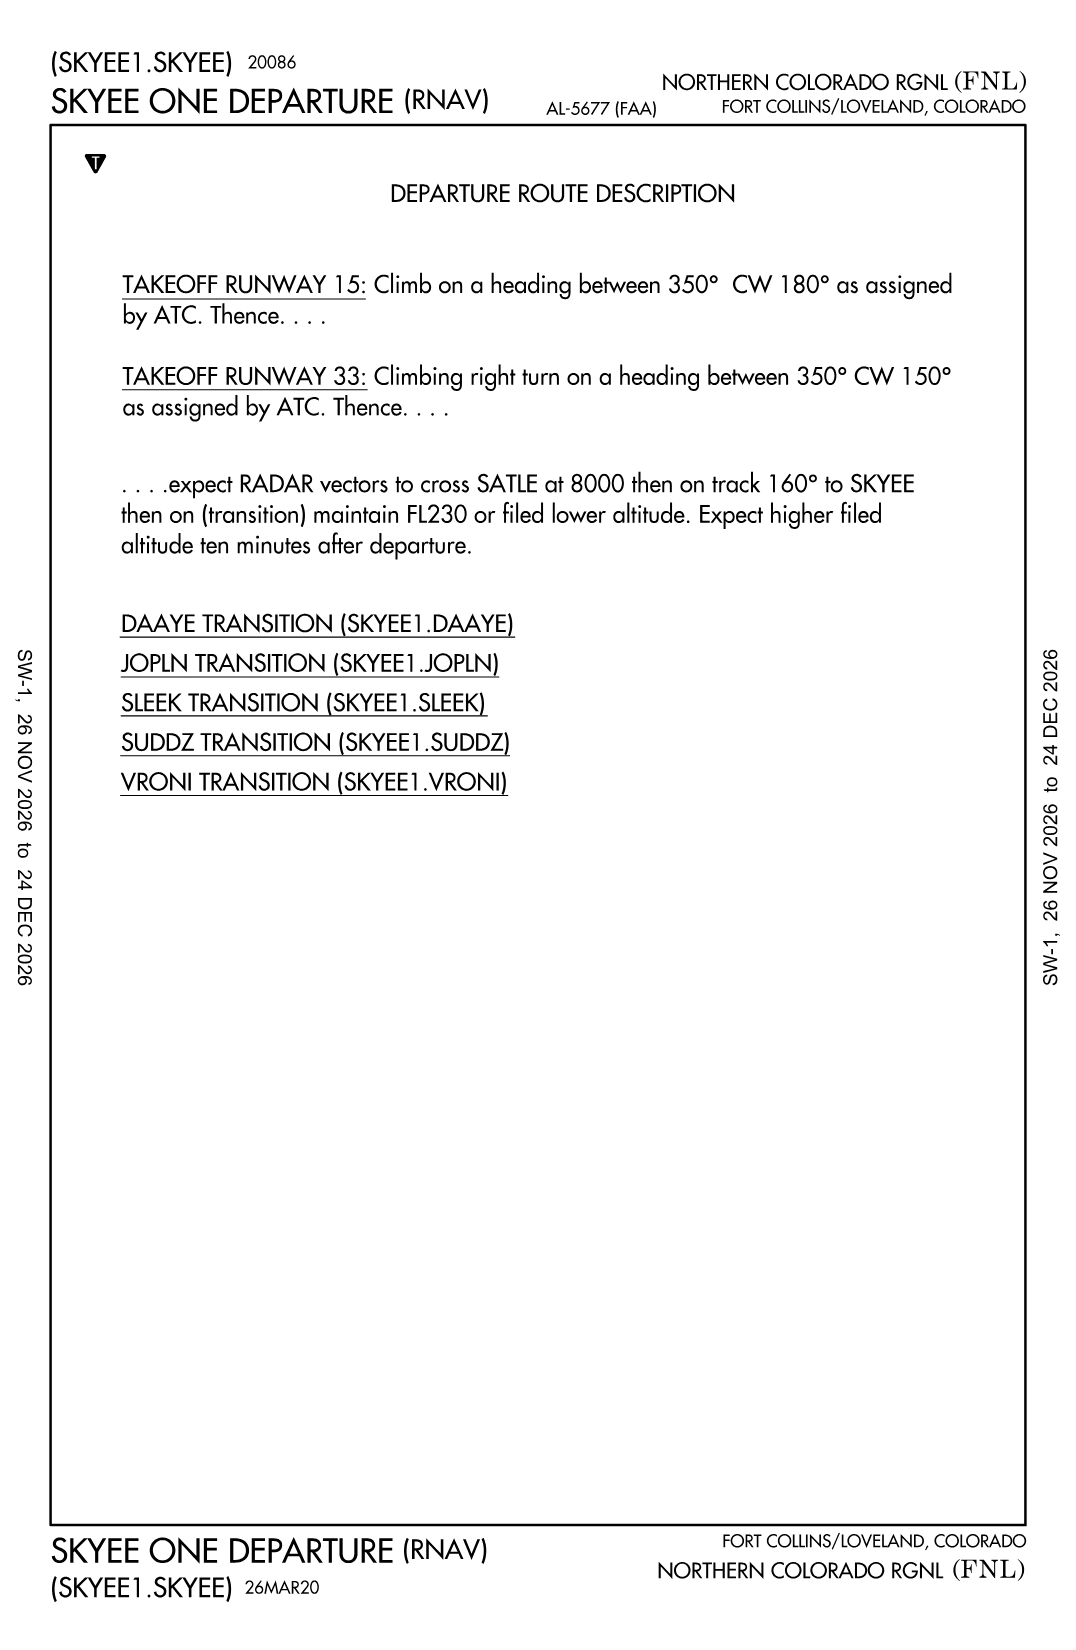 (SKYEE1.SKYEE) 20086
SKYEE ONE DEPARTURE (RNAV)
AL-5677 (FAA)
NORTHERN COLORADO RGNL (FNL)
FORT COLLINS/LOVELAND, COLORADO
T
DEPARTURE ROUTE DESCRIPTION
TAKEOFF RUNWAY 15: Climb on a heading between 350° CW 180° as assigned
by ATC. Thence. . . .
TAKEOFF RUNWAY 33: Climbing right turn on a heading between 350° CW 150°
as assigned by ATC. Thence. . . .
. . . .expect RADAR vectors to cross SATLE at 8000 then on track 160° to SKYEE
then on (transition) maintain FL230 or filed lower altitude. Expect higher filed
altitude ten minutes after departure.
DAAYE TRANSITION (SKYEE1.DAAYE)
JOPLN TRANSITION (SKYEE1.JOPLN)
SLEEK TRANSITION (SKYEE1.SLEEK)
SUDDZ TRANSITION (SKYEE1.SUDDZ)
VRONI TRANSITION (SKYEE1.VRONI)
SW-1, 26 NOV 2026 to 24 DEC 2026
SW-1, 26 NOV 2026 to 24 DEC 2026
SKYEE ONE DEPARTURE (RNAV)
(SKYEE1.SKYEE) 26MAR20
FORT COLLINS/LOVELAND, COLORADO
NORTHERN COLORADO RGNL (FNL)